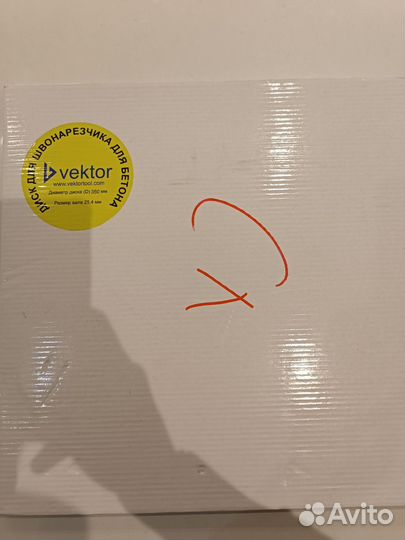 ДИСК ДЛЯ ШВОНАРЕЗЧИКА ДЛЯ БЕТОНА
vektor
www.vektortool.com
Диаметр диска (D) 350 мм
Размер вала 25,4 мм
Avito